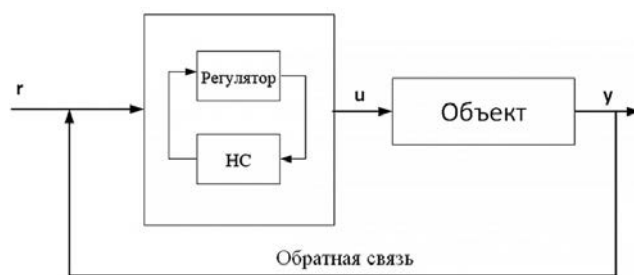 r
Регулятор
НС
u
Объект
y
Обратная связь